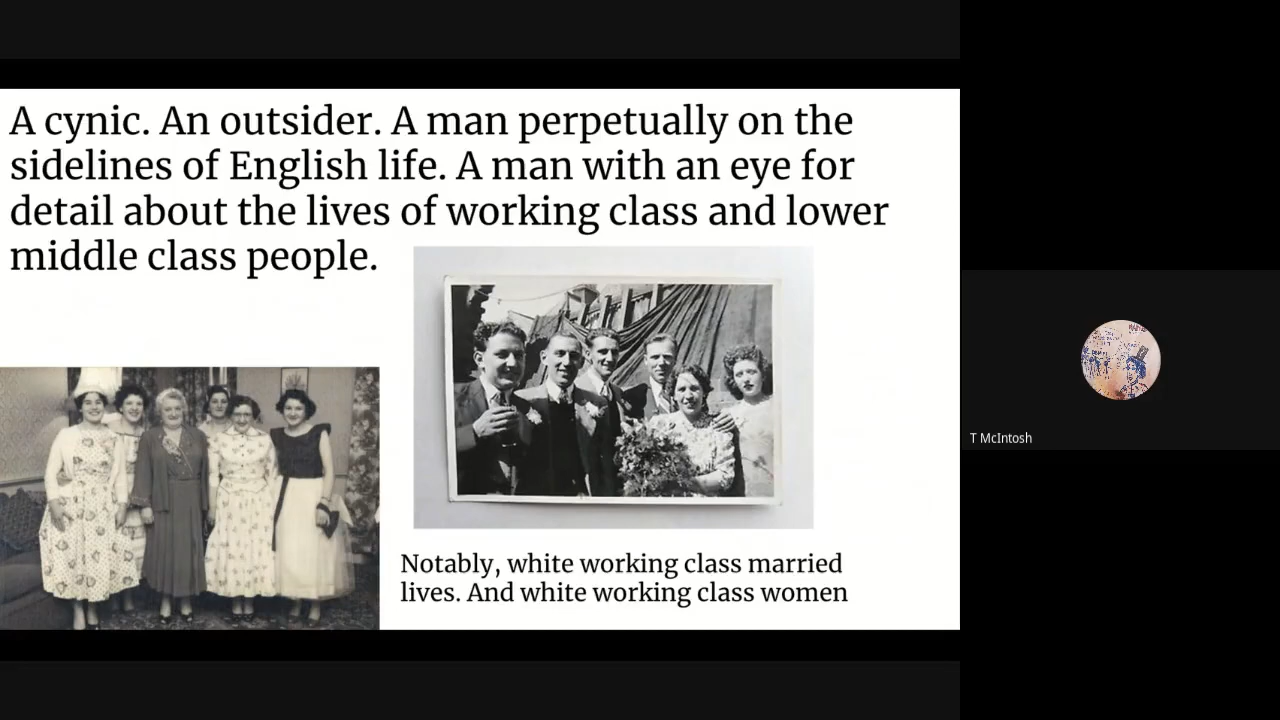 A cynic. An outsider. A man perpetually on the
sidelines of English life. A man with an eye for
detail about the lives of working class and lower
middle class people.
Notably, white working class married
lives. And white working class women
T McIntosh